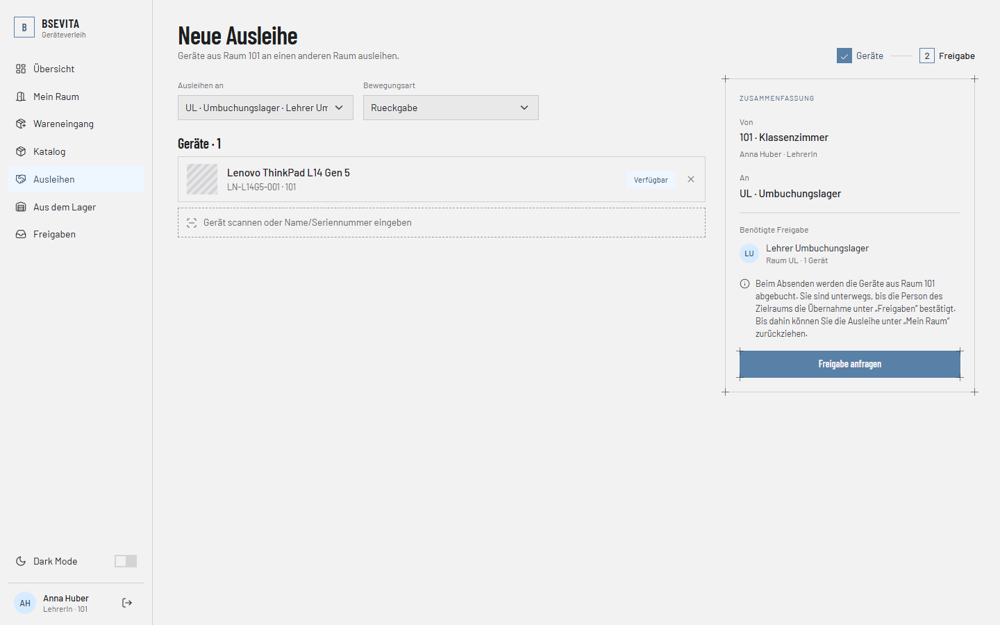 B
BSEVITA
Geräteverleih
Übersicht
Mein Raum
Wareneingang
Katalog
Ausleihen
Aus dem Lager
Freigaben
Dark Mode
AH
Anna Huber
LehrerIn · 101
Neue Ausleihe
Geräte aus Raum 101 an einen anderen Raum ausleihen.
Geräte
2
Freigabe
Ausleihen an
Bewegungsart
UL · Umbuchungslager · Lehrer Um
Rueckgabe
Geräte · 1
Lenovo ThinkPad L14 Gen 5
LN-L14G5-001 · 101
Verfügbar
Gerät scannen oder Name/Seriennummer eingeben
ZUSAMMENFASSUNG
Von
101 · Klassenzimmer
Anna Huber · LehrerIn
An
UL · Umbuchungslager
Benötigte Freigabe
LU
Lehrer Umbuchungslager
Raum UL · 1 Gerät
Beim Absenden werden die Geräte aus Raum 101
abgebucht. Sie sind unterwegs, bis die Person des
Zielraums die Übernahme unter „Freigaben“ bestätigt.
Bis dahin können Sie die Ausleihe unter „Mein Raum“
zurückziehen.
Freigabe anfragen